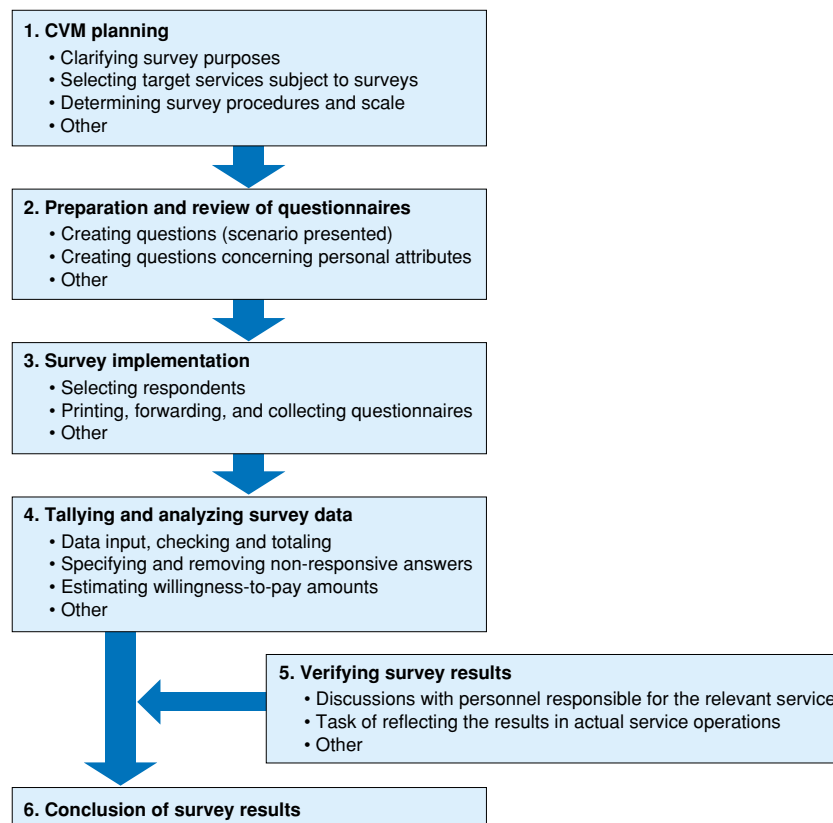 1. CVM planning
• Clarifying survey purposes
• Selecting target services subject to surveys
• Determining survey procedures and scale
• Other
2. Preparation and review of questionnaires
• Creating questions (scenario presented)
• Creating questions concerning personal attributes
• Other
3. Survey implementation
• Selecting respondents
• Printing, forwarding, and collecting questionnaires
• Other
4. Tallying and analyzing survey data
• Data input, checking and totaling
• Specifying and removing non-responsive answers
• Estimating willingness-to-pay amounts
• Other
5. Verifying survey results
• Discussions with personnel responsible for the relevant service
• Task of reflecting the results in actual service operations
• Other
6. Conclusion of survey results